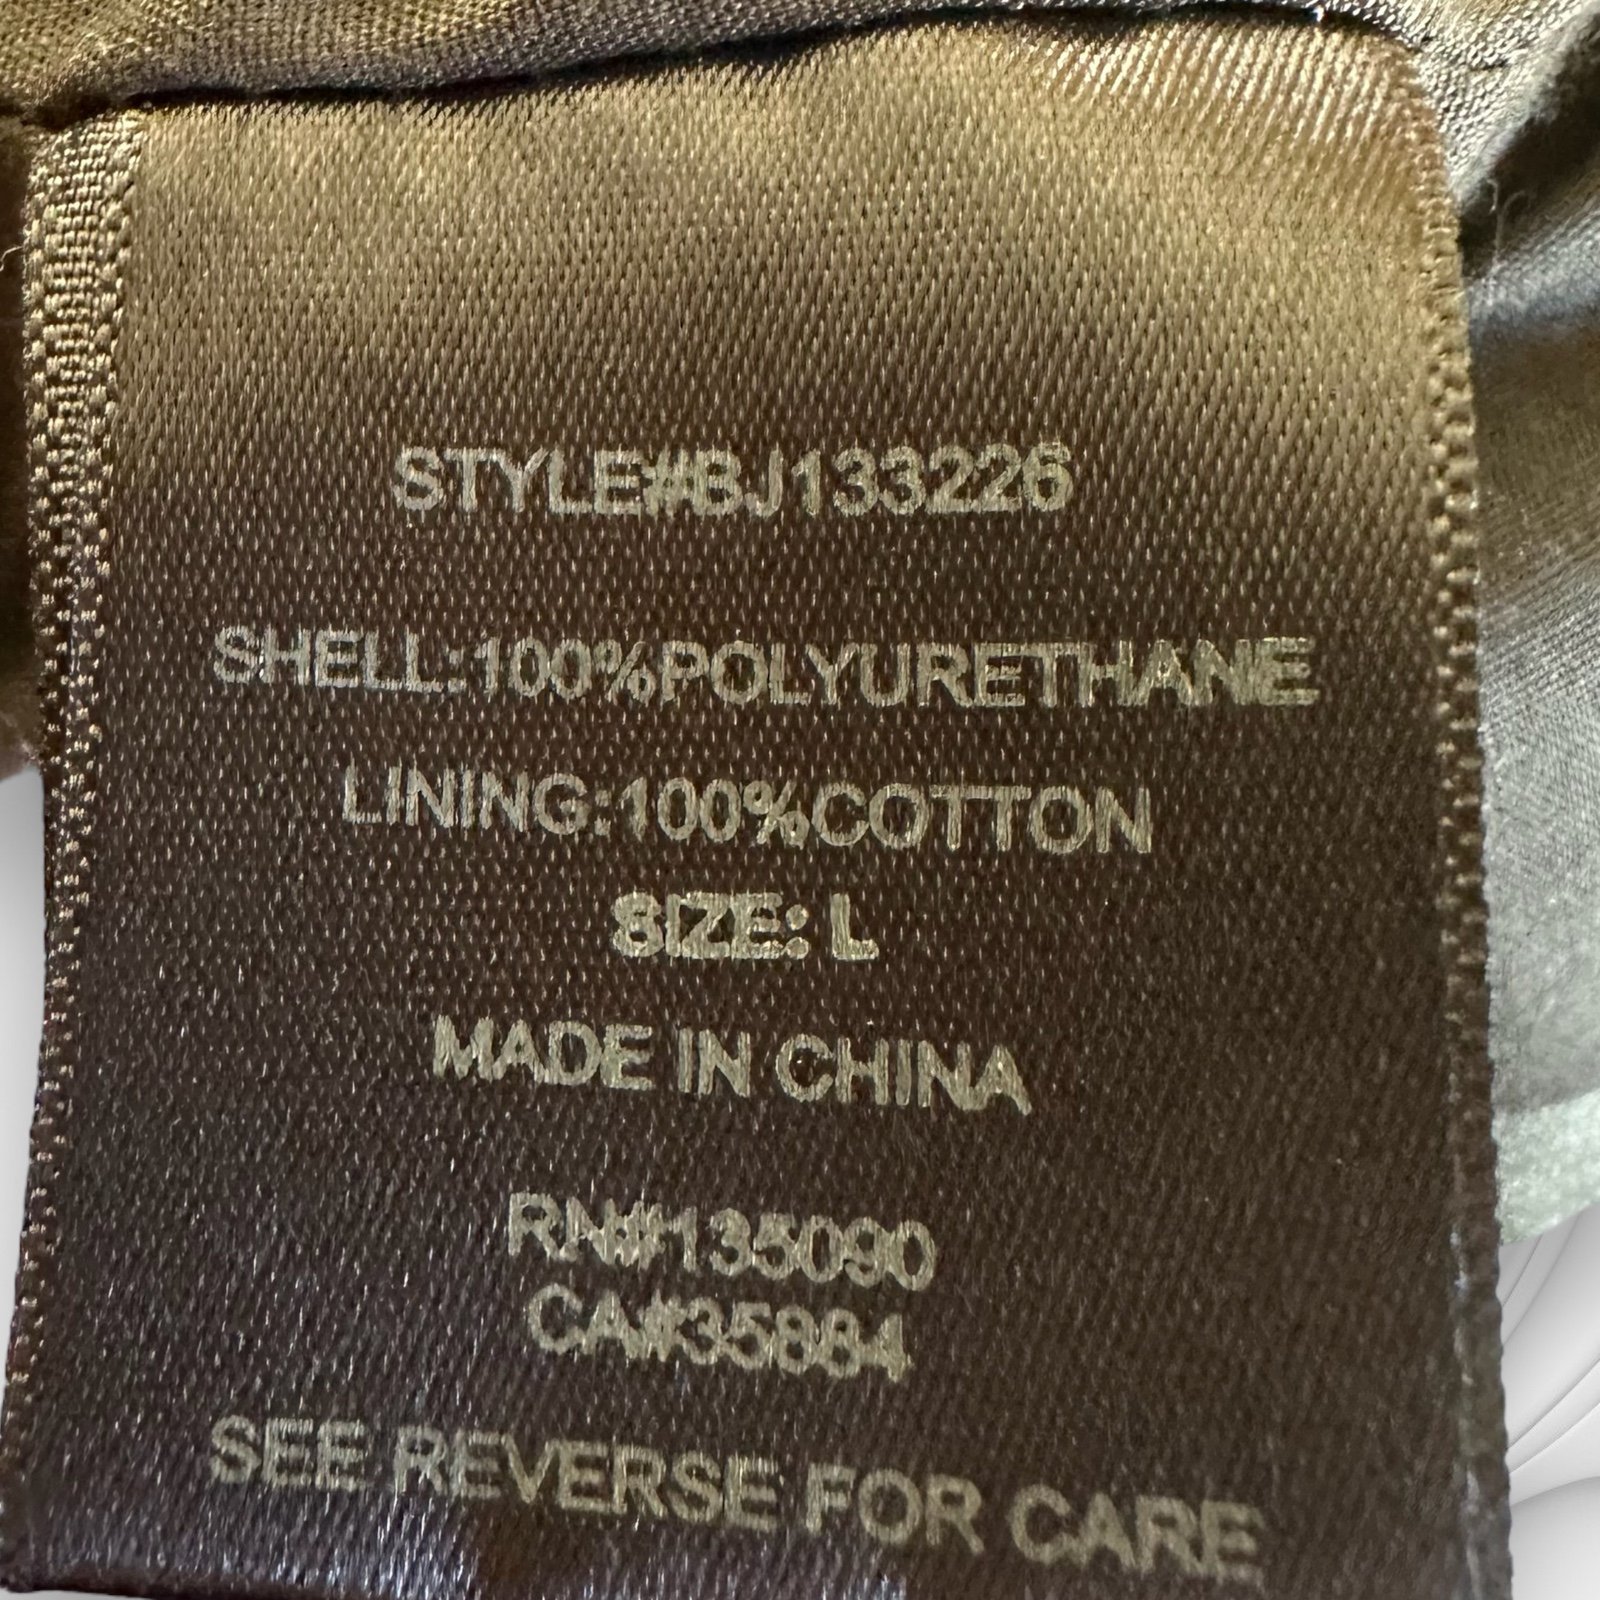 STYLE#BJ133226
SHELL:100%POLYURETHANE
LINING:100%COTTON
SIZE: L
MADE IN CHINA
RN#135090
CA#35884
SEE REVERSE FOR CARE